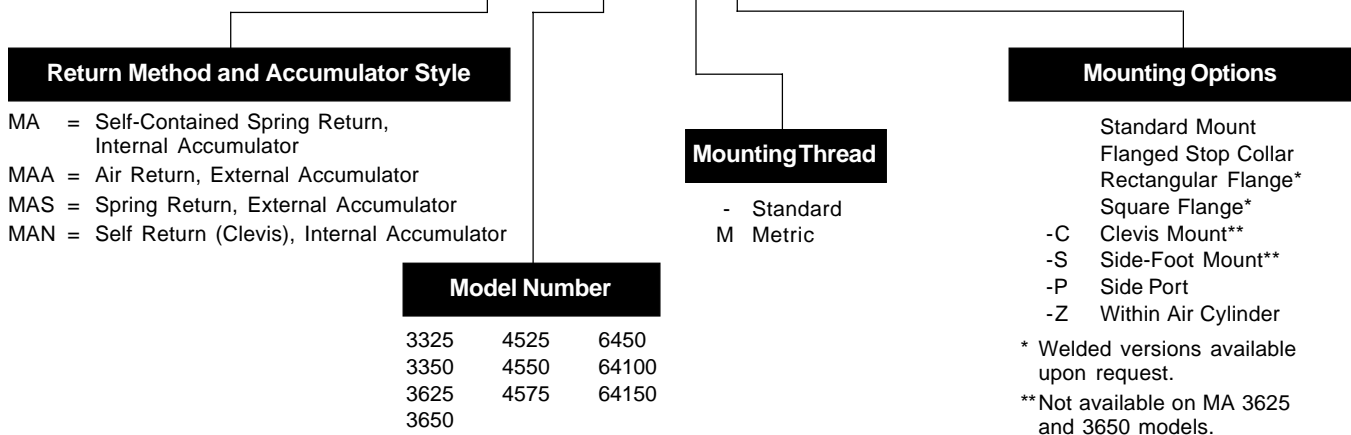 Return Method and Accumulator Style
MA = Self-Contained Spring Return,
Internal Accumulator
MAA = Air Return, External Accumulator
MAS = Spring Return, External Accumulator
MAN = Self Return (Clevis), Internal Accumulator
Model Number
3325 4525 6450
3350 4550 64100
3625 4575 64150
3650
Mounting Thread
- Standard
M Metric
Mounting Options
Standard Mount
Flanged Stop Collar
Rectangular Flange*
Square Flange*
-C Clevis Mount**
-S Side-Foot Mount**
-P Side Port
-Z Within Air Cylinder
* Welded versions available
upon request.
**Not available on MA 3625
and 3650 models.